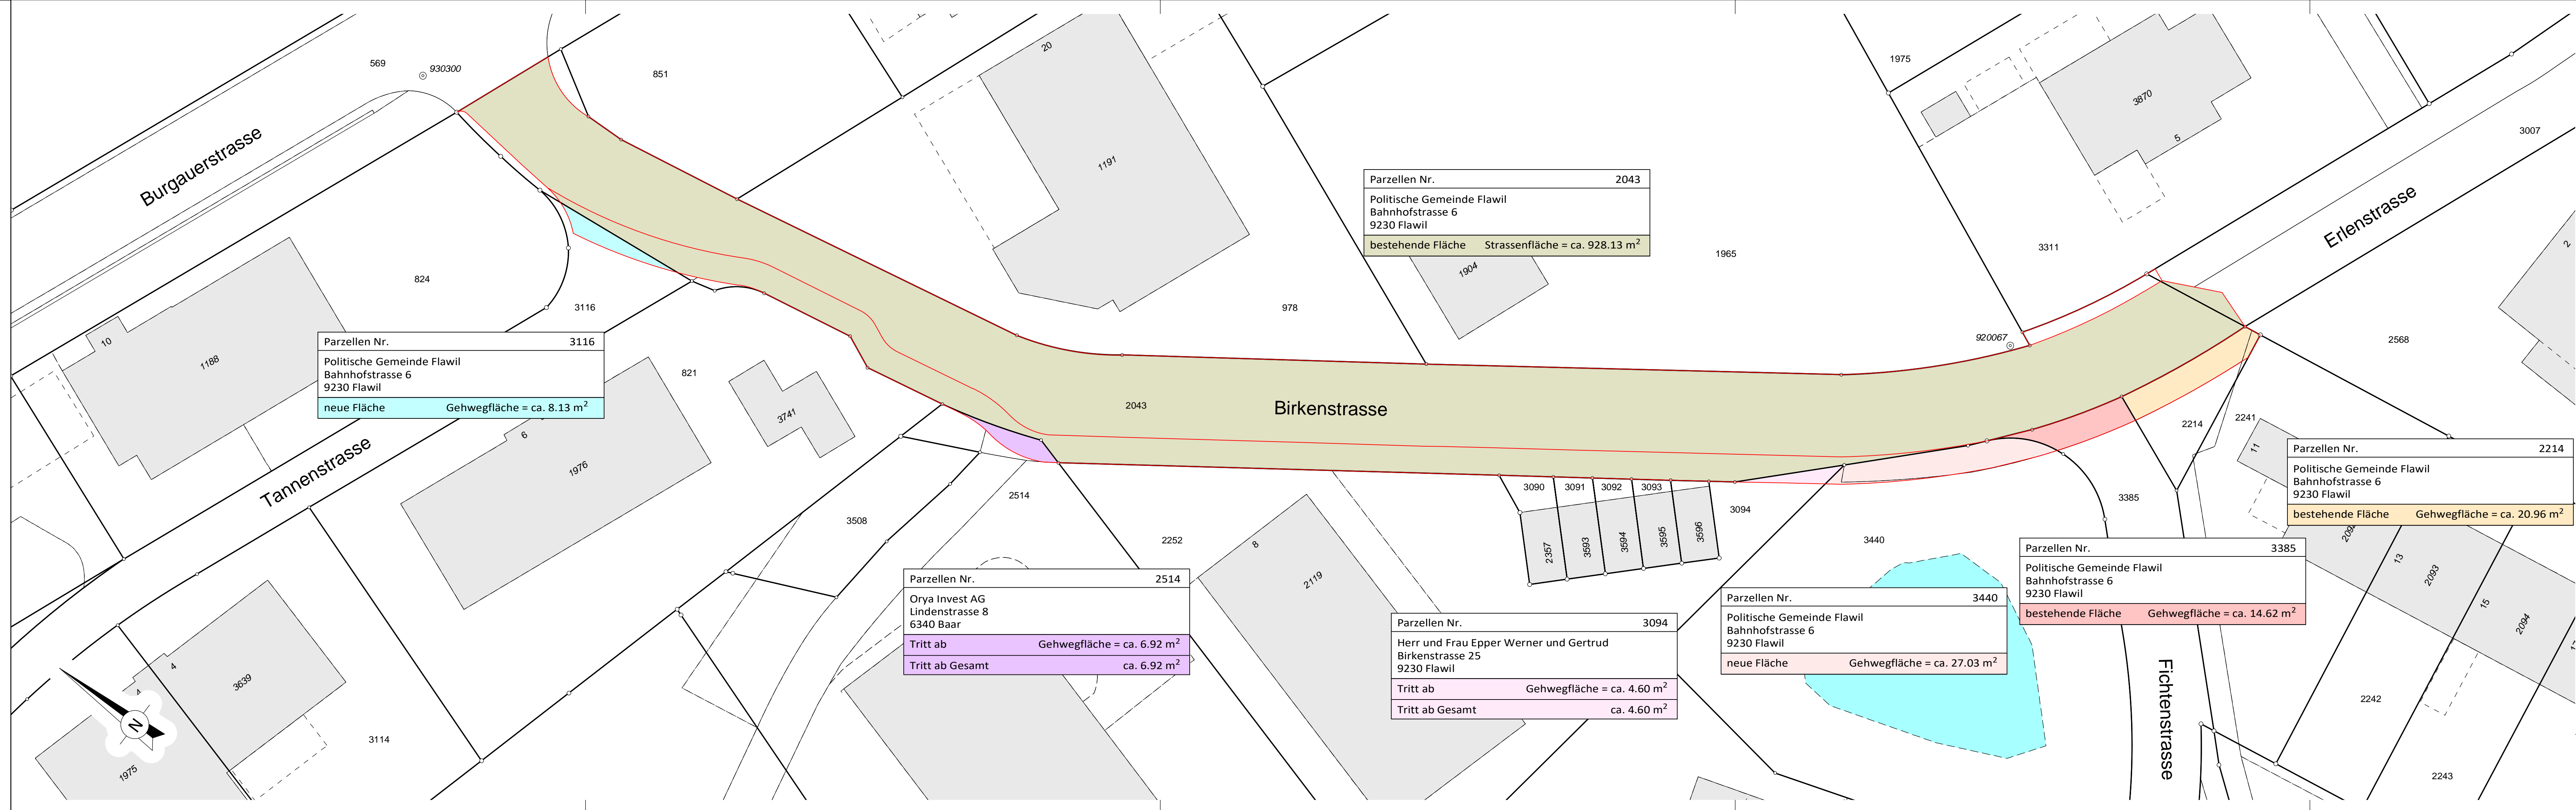 569
930300
851
20
1191
1975
3870
5
3007
Burgauerstrasse
Parzellen Nr. 2043
Politische Gemeinde Flawil
Bahnhofstrasse 6
9230 Flawil
bestehende Fläche Strassenfläche = ca. 928.13 m²
1904
1965
3311
Erlenstrasse
2
824
3116
978
920067
2568
10
1188
Parzellen Nr. 3116
Politische Gemeinde Flawil
Bahnhofstrasse 6
9230 Flawil
neue Fläche Gehwegfläche = ca. 8.13 m²
821
3741
2043
Birkenstrasse
2214
2241
11
Tannenstrasse
6
1976
Parzellen Nr. 2214
Politische Gemeinde Flawil
Bahnhofstrasse 6
9230 Flawil
bestehende Fläche Gehwegfläche = ca. 20.96 m²
3508
2514
2252
3090
3091
3092
3093
3094
2357
3593
3594
3595
3596
3440
3385
8
2119
Parzellen Nr. 3385
Politische Gemeinde Flawil
Bahnhofstrasse 6
9230 Flawil
bestehende Fläche Gehwegfläche = ca. 14.62 m²
13
2093
15
2094
Parzellen Nr. 2514
Orya Invest AG
Lindenstrasse 8
6340 Baar
Tritt ab Gehwegfläche = ca. 6.92 m²
Tritt ab Gesamt ca. 6.92 m²
Parzellen Nr. 3094
Herr und Frau Epper Werner und Gertrud
Birkenstrasse 25
9230 Flawil
Tritt ab Gehwegfläche = ca. 4.60 m²
Tritt ab Gesamt ca. 4.60 m²
Parzellen Nr. 3440
Politische Gemeinde Flawil
Bahnhofstrasse 6
9230 Flawil
neue Fläche Gehwegfläche = ca. 27.03 m²
Fichtenstrasse
4
3639
N
1975
3114
2242
2243